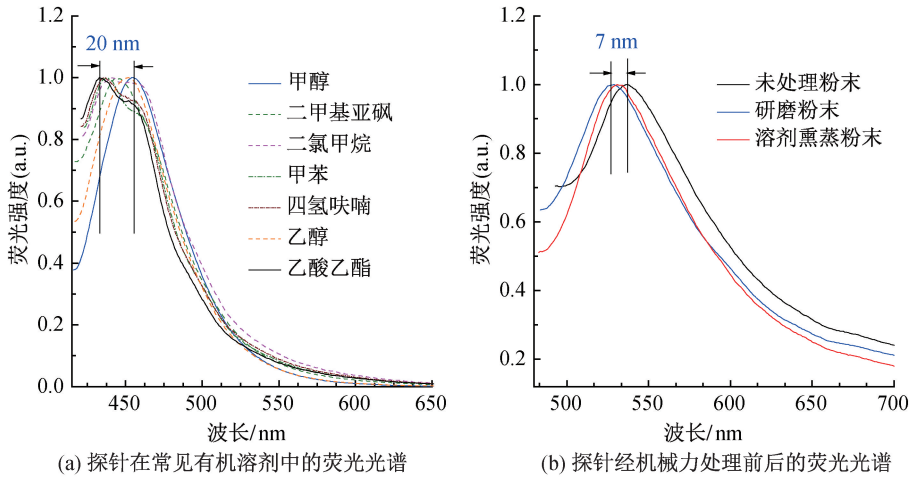 1.2
1.0
0.8
0.6
0.4
0.2
0.0
荧光强度(a.u.)
20 nm
甲醇
二甲基亚砜
二氯甲烷
甲苯
四氢呋喃
乙醇
乙酸乙酯
450 500 550 600 650
波长/nm
(a) 探针在常见有机溶剂中的荧光光谱
1.2
1.0
0.8
0.6
0.4
0.2
荧光强度(a.u.)
7 nm
未处理粉末
研磨粉末
溶剂熏蒸粉末
500 550 600 650 700
波长/nm
(b) 探针经机械力处理前后的荧光光谱